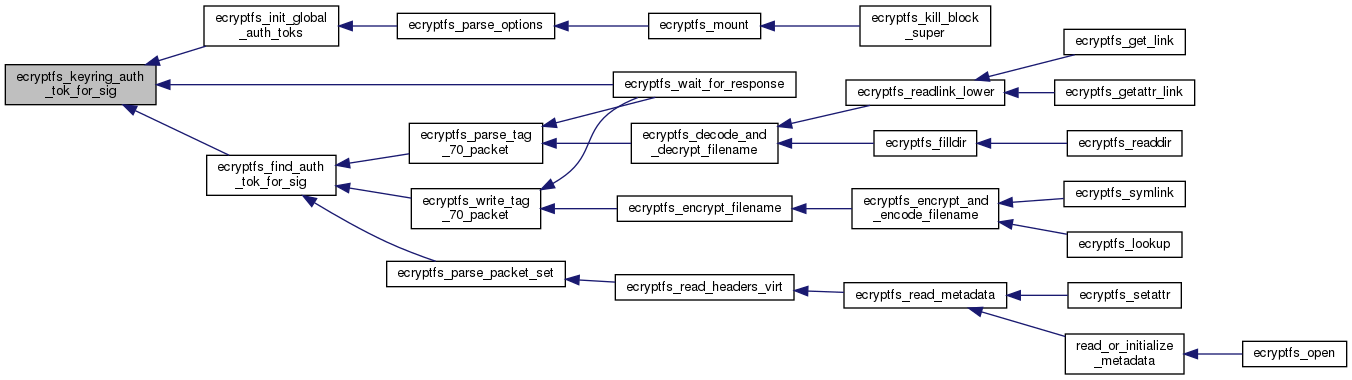 ecryptfs_keyring_auth
_tok_for_sig
ecryptfs_init_global
_auth_toks
ecryptfs_parse_options
ecryptfs_mount
ecryptfs_kill_block
_super
ecryptfs_wait_for_response
ecryptfs_find_auth
_tok_for_sig
ecryptfs_parse_tag
_70_packet
ecryptfs_decode_and
_decrypt_filename
ecryptfs_readlink_lower
ecryptfs_get_link
ecryptfs_getattr_link
ecryptfs_filldir
ecryptfs_readdir
ecryptfs_write_tag
_70_packet
ecryptfs_encrypt_filename
ecryptfs_encrypt_and
_encode_filename
ecryptfs_symlink
ecryptfs_lookup
ecryptfs_parse_packet_set
ecryptfs_read_headers_virt
ecryptfs_read_metadata
ecryptfs_setattr
read_or_initialize
_metadata
ecryptfs_open